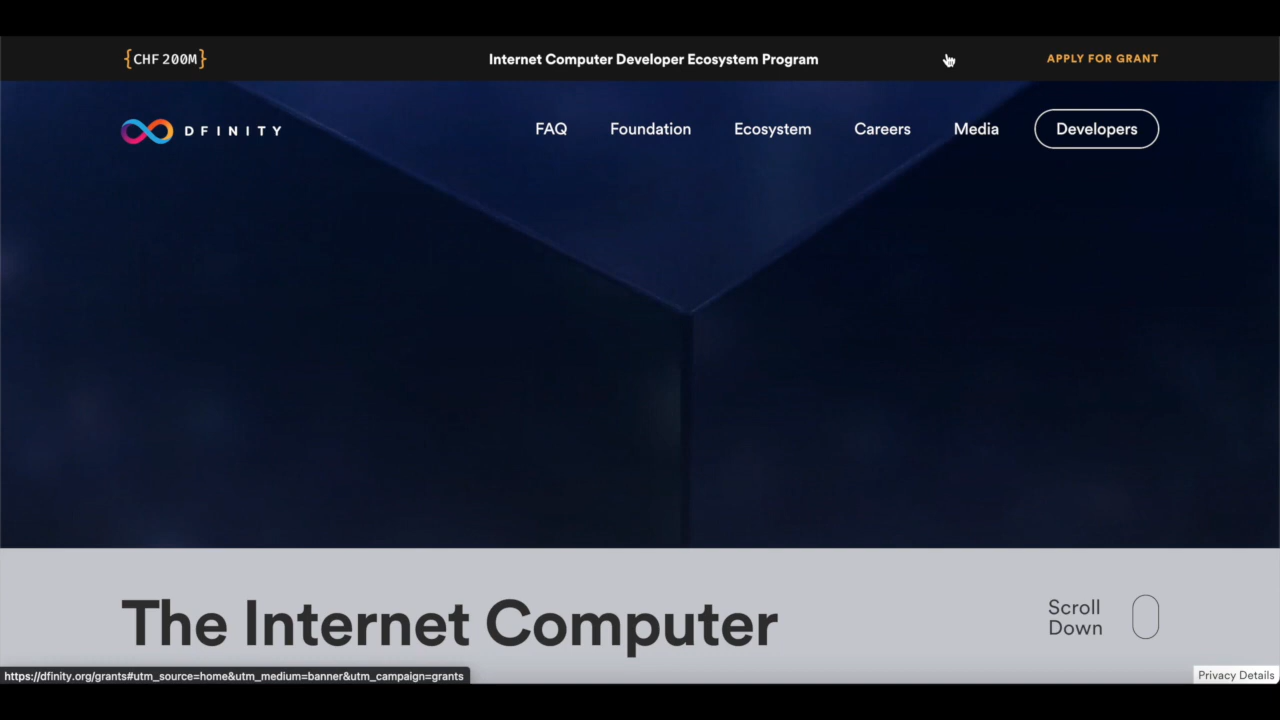 {CHF 200M}
Internet Computer Developer Ecosystem Program
APPLY FOR GRANT
DFINITY
FAQ
Foundation
Ecosystem
Careers
Media
Developers
The Internet Computer
Scroll
Down
https://dfinity.org/grants#utm_source=home&utm_medium=banner&utm_campaign=grants
Privacy Details